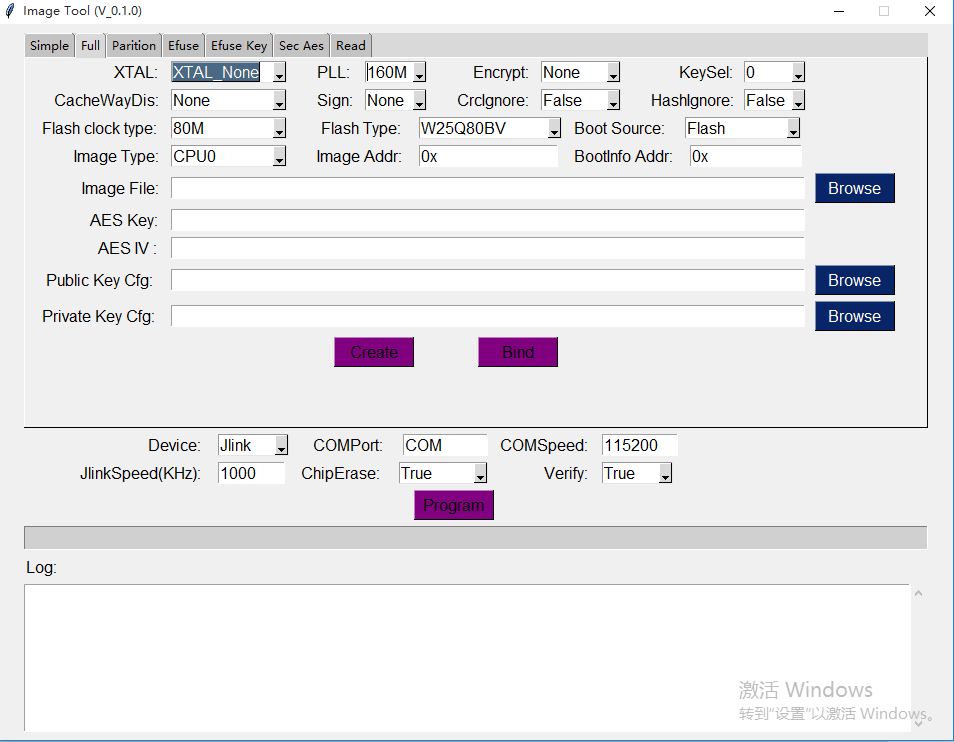 Image Tool (V_0.1.0)
Simple Full Parition Efuse Efuse Key Sec Aes Read
XTAL: XTAL_None PLL: 160M Encrypt: None KeySel: 0
CacheWayDis: None Sign: None CrcIgnore: False HashIgnore: False
Flash clock type: 80M Flash Type: W25Q80BV Boot Source: Flash
Image Type: CPU0 Image Addr: 0x BootInfo Addr: 0x
Image File: Browse
AES Key:
AES IV :
Public Key Cfg: Browse
Private Key Cfg: Browse
Create Bind
Device: Jlink COMPort: COM COMSpeed: 115200
JlinkSpeed(KHz): 1000 ChipErase: True Verify: True
Program
Log:
激活 Windows
转到“设置”以激活 Windows。